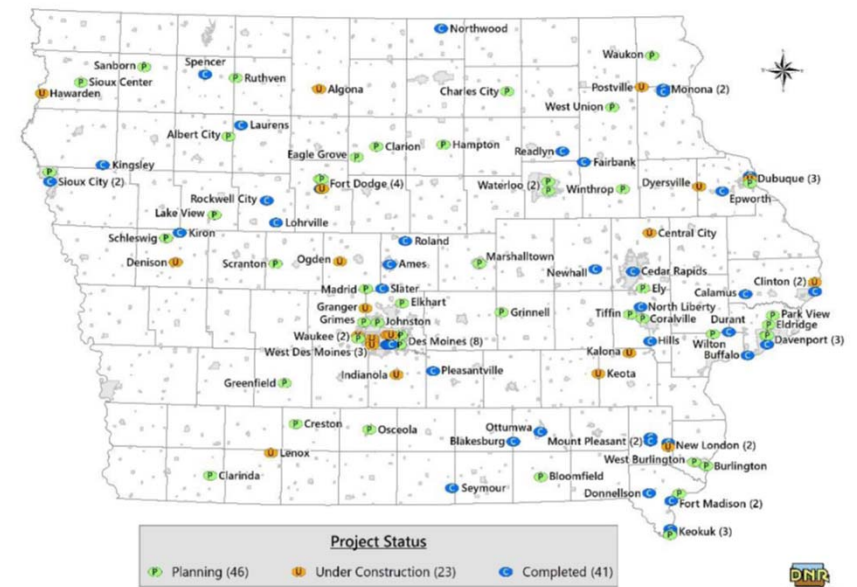 Northwood
Waukon
Sanborn
Spencer
Sioux Center
Ruthven
Hawarden
Algona
Charles City
Postville
Monona (2)
West Union
Albert City
Laurens
Eagle Grove
Clarion
Hampton
Readlyn
Fairbank
Kingsley
Sioux City (2)
Fort Dodge (4)
Waterloo (2)
Winthrop
Dyersville
Dubuque (3)
Epworth
Rockwell City
Lake View
Lohrville
Schleswig
Kiron
Central City
Roland
Denison
Scranton
Ogden
Ames
Marshalltown
Newhall
Cedar Rapids
Clinton (2)
Calamus
Madrid
Slater
Ely
Granger
Elkhart
Grinnell
North Liberty
Tiffin
Coralville
Durant
Park View
Grimes
Johnston
Eldridge
Waukee (2)
Des Moines (8)
Wilton
Davenport (3)
West Des Moines (3)
Hills
Kalona
Buffalo
Indianola
Pleasantville
Keota
Greenfield
Creston
Osceola
Ottumwa
Blakesburg
Mount Pleasant (2)
New London (2)
Lenox
West Burlington
Burlington
Clarinda
Bloomfield
Seymour
Donnellson
Fort Madison (2)
Keokuk (3)
Project Status
P Planning (46) U Under Construction (23) C Completed (41)
DNR